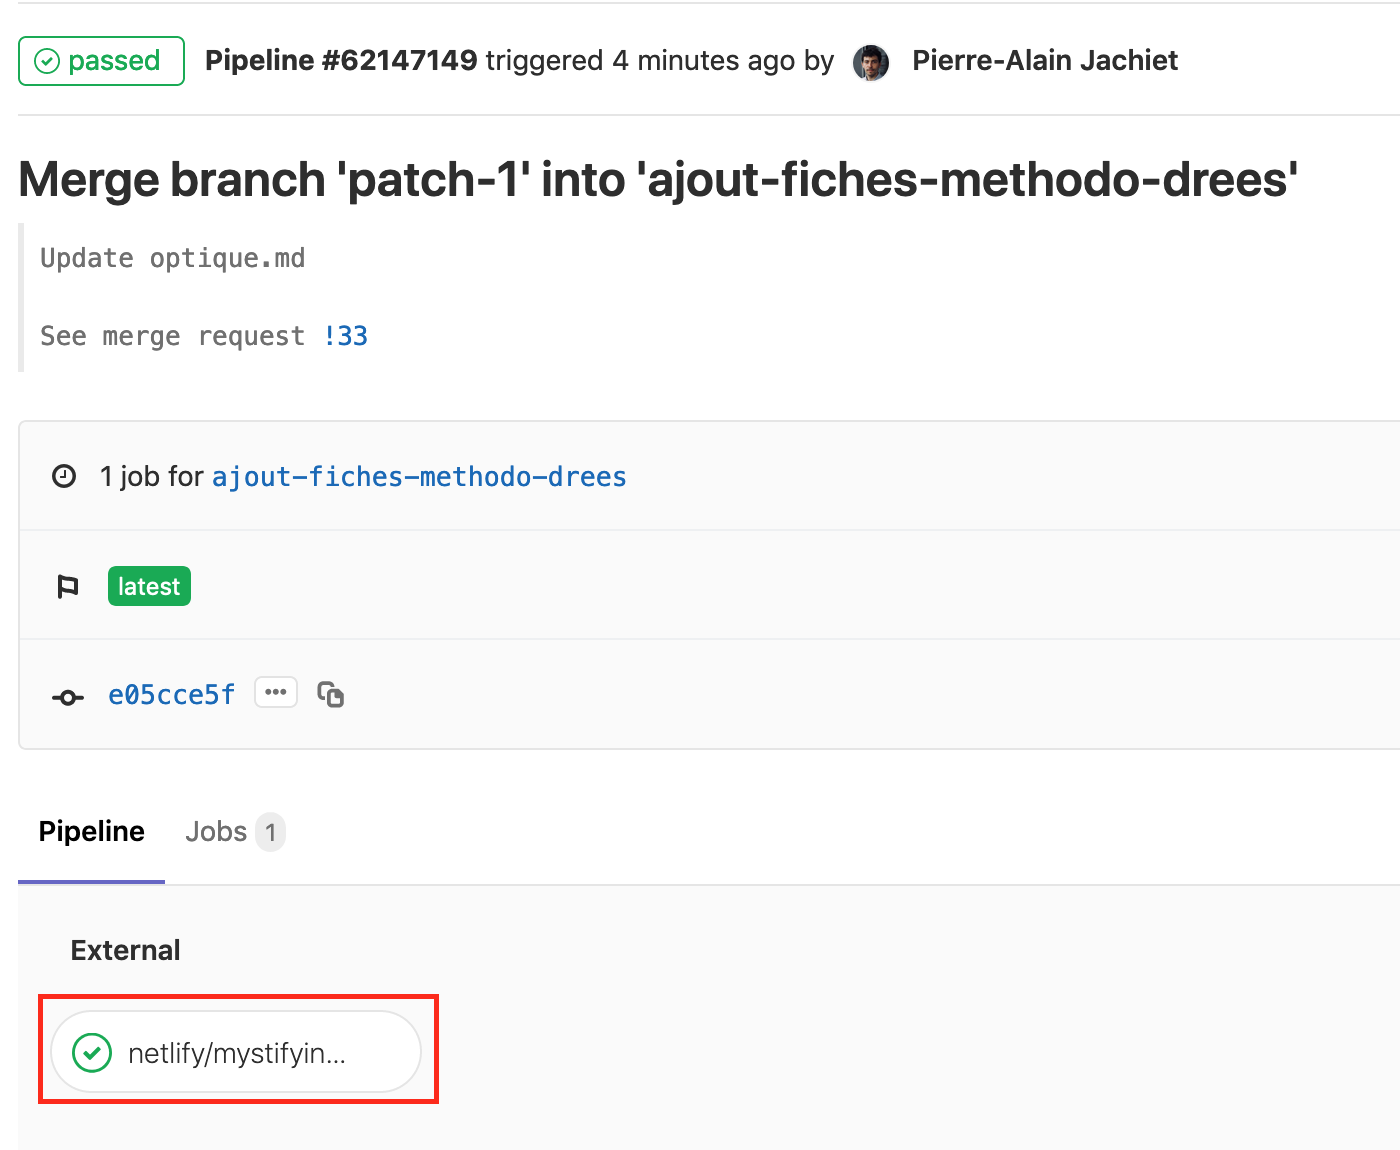 passed Pipeline #62147149 triggered 4 minutes ago by Pierre-Alain Jachiet
Merge branch 'patch-1' into 'ajout-fiches-methodo-drees'
Update optique.md
See merge request !33
1 job for ajout-fiches-methodo-drees
latest
e05cce5f
Pipeline Jobs 1
External
netlify/mystifyin...